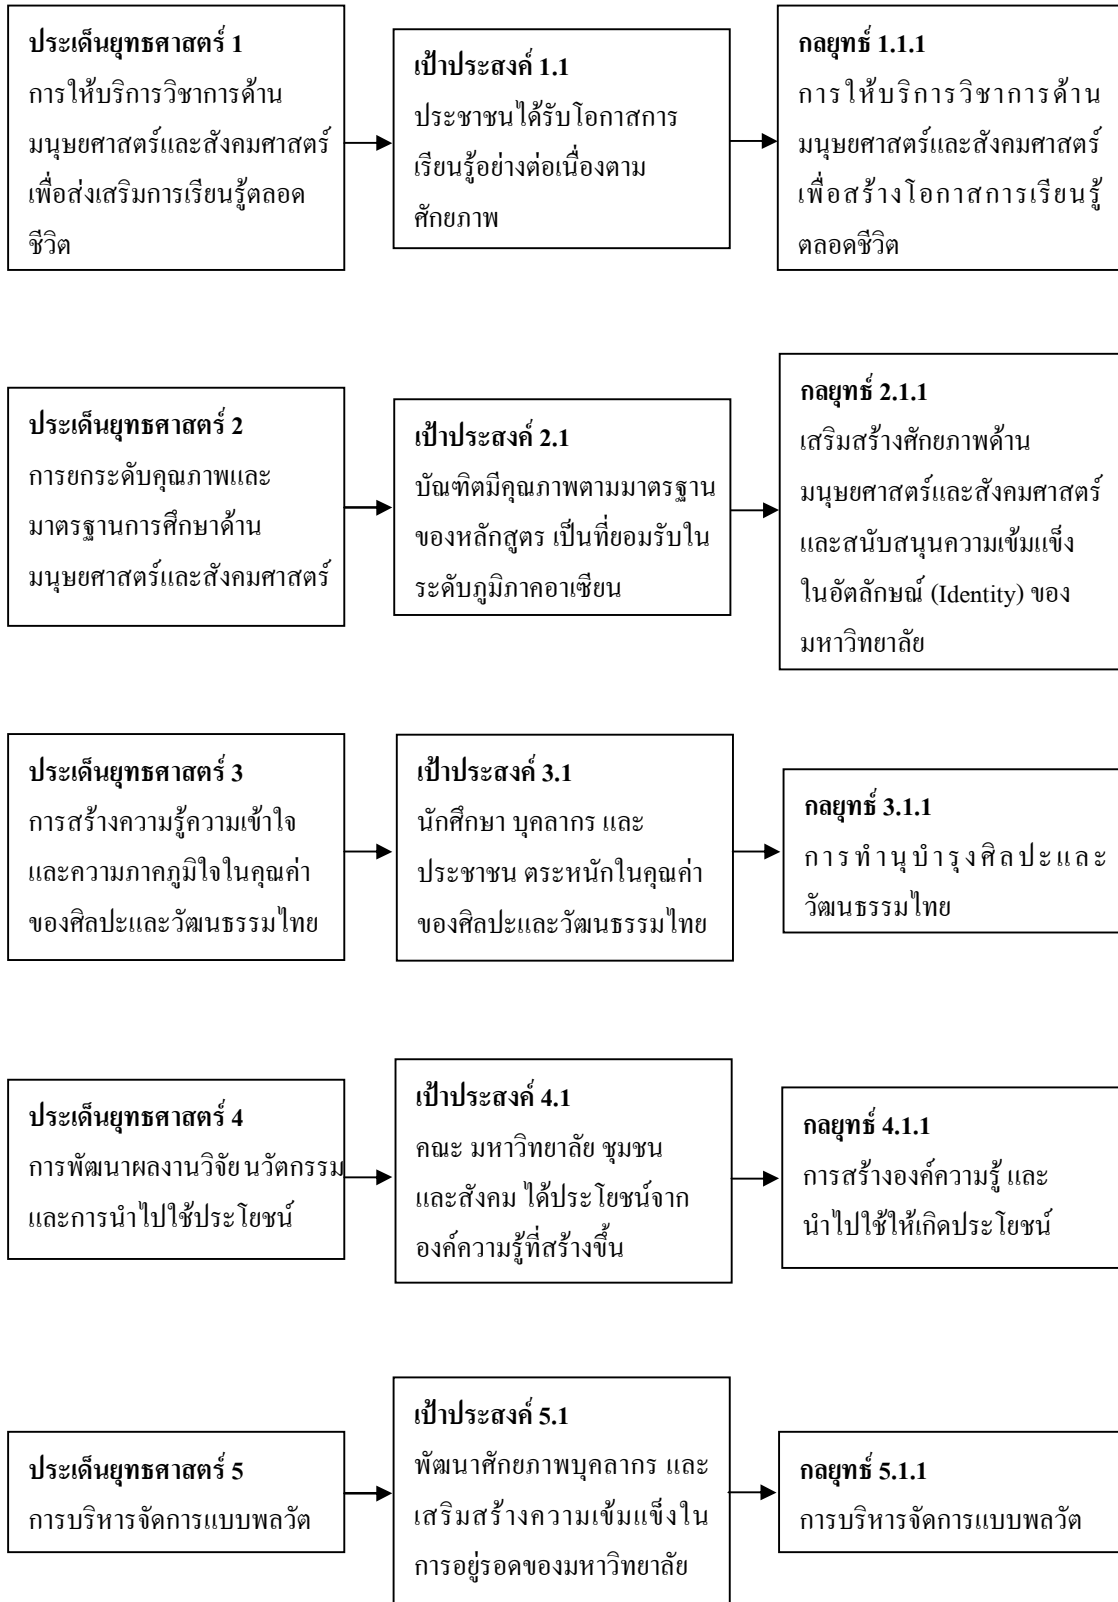 ประเด็นยุทธศาสตร์ 1
การให้บริการวิชาการด้าน
มนุษยศาสตร์และสังคมศาสตร์
เพื่อส่งเสริมการเรียนรู้ตลอด
ชีวิต
เป้าประสงค์ 1.1
ประชาชนได้รับโอกาสการ
เรียนรู้อย่างต่อเนื่องตาม
ศักยภาพ
กลยุทธ์ 1.1.1
การให้บริการวิชาการด้าน
มนุษยศาสตร์และสังคมศาสตร์
เพื่อสร้างโอกาสการเรียนรู้
ตลอดชีวิต
ประเด็นยุทธศาสตร์ 2
การยกระดับคุณภาพและ
มาตรฐานการศึกษาด้าน
มนุษยศาสตร์และสังคมศาสตร์
เป้าประสงค์ 2.1
บัณฑิตมีคุณภาพตามมาตรฐาน
ของหลักสูตร เป็นที่ยอมรับใน
ระดับภูมิภาคอาเซียน
กลยุทธ์ 2.1.1
เสริมสร้างศักยภาพด้าน
มนุษยศาสตร์และสังคมศาสตร์
และสนับสนุนความเข้มแข็ง
ในอัตลักษณ์ (Identity) ของ
มหาวิทยาลัย
ประเด็นยุทธศาสตร์ 3
การสร้างความรู้ความเข้าใจ
และความภาคภูมิใจในคุณค่า
ของศิลปะและวัฒนธรรมไทย
เป้าประสงค์ 3.1
นักศึกษา บุคลากร และ
ประชาชน ตระหนักในคุณค่า
ของศิลปะและวัฒนธรรมไทย
กลยุทธ์ 3.1.1
การทำนุบำรุงศิลปะและ
วัฒนธรรมไทย
ประเด็นยุทธศาสตร์ 4
การพัฒนาผลงานวิจัย นวัตกรรม
และการนำไปใช้ประโยชน์
เป้าประสงค์ 4.1
คณะ มหาวิทยาลัย ชุมชน
และสังคม ได้ประโยชน์จาก
องค์ความรู้ที่สร้างขึ้น
กลยุทธ์ 4.1.1
การสร้างองค์ความรู้ และ
นำไปใช้ให้เกิดประโยชน์
ประเด็นยุทธศาสตร์ 5
การบริหารจัดการแบบพลวัต
เป้าประสงค์ 5.1
พัฒนาศักยภาพบุคลากร และ
เสริมสร้างความเข้มแข็งใน
การอยู่รอดของมหาวิทยาลัย
กลยุทธ์ 5.1.1
การบริหารจัดการแบบพลวัต